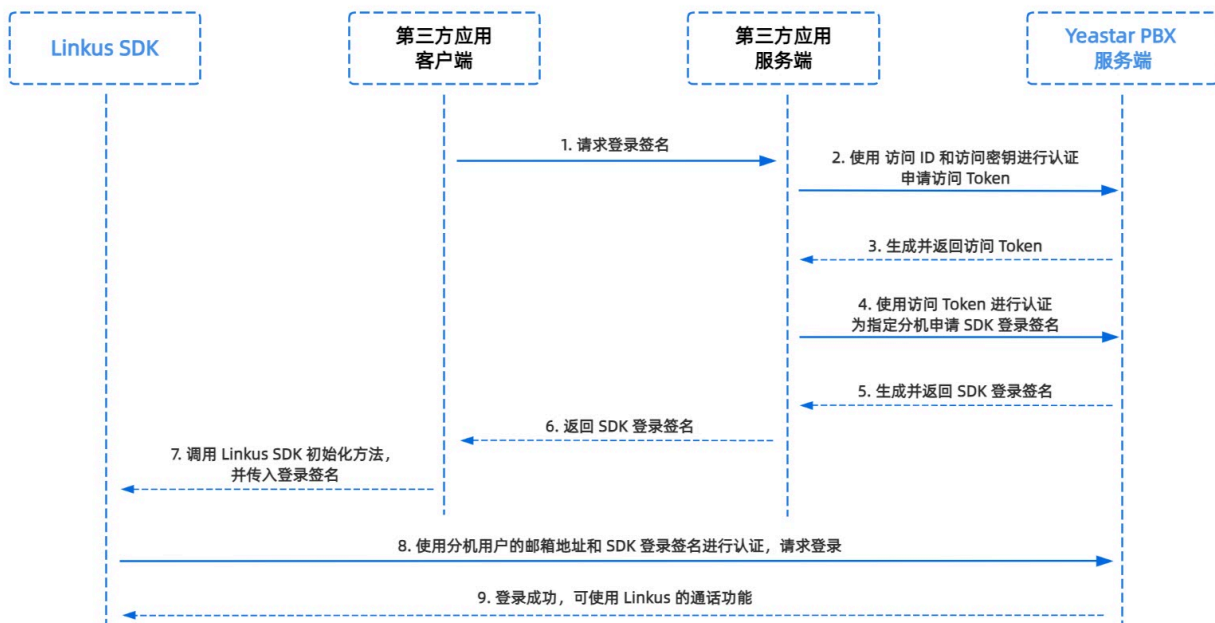 Linkus SDK
第三方应用
客户端
第三方应用
服务端
Yeastar PBX
服务端
1. 请求登录签名
2. 使用 访问 ID 和访问密钥进行认证
申请访问 Token
3. 生成并返回访问 Token
4. 使用访问 Token 进行认证
为指定分机申请 SDK 登录签名
5. 生成并返回 SDK 登录签名
6. 返回 SDK 登录签名
7. 调用 Linkus SDK 初始化方法，
并传入登录签名
8. 使用分机用户的邮箱地址和 SDK 登录签名进行认证，请求登录
9. 登录成功，可使用 Linkus 的通话功能